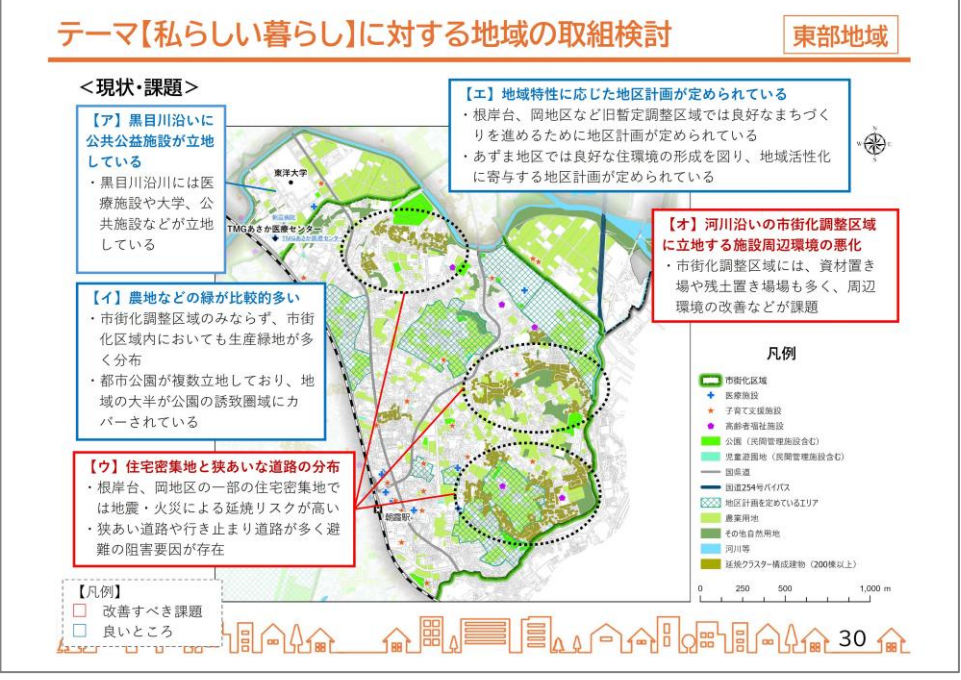 テーマ【私らしい暮らし】に対する地域の取組検討
東部地域
＜現状・課題＞
【ア】黒目川沿いに
公共公益施設が立地
している
・黒目川沿川には医
療施設や大学、公
共施設などが立地
している
【イ】農地などの緑が比較的多い
・市街化調整区域のみならず、市街
化区域内においても生産緑地が多
く分布
・都市公園が複数立地しており、地
域の大半が公園の誘致圏域にカ
バーされている
【ウ】住宅密集地と狭あいな道路の分布
・根岸台、岡地区の一部の住宅密集地で
は地震・火災による延焼リスクが高い
・狭あい道路や行き止まり道路が多く避
難の阻害要因が存在
【エ】地域特性に応じた地区計画が定められている
・根岸台、岡地区など旧暫定調整区域では良好なまちづく
りを進めるために地区計画が定められている
・あずま地区では良好な住環境の形成を図り、地域活性化
に寄与する地区計画が定められている
【オ】河川沿いの市街化調整区域
に立地する施設周辺環境の悪化
・市街化調整区域には、資材置き
場や残土置き場場も多く、周辺
環境の改善などが課題
N
W
E
S
東洋大学
TMGあさか医療センター
TMGあさか医療センター
朝霞駅
凡例
市街化区域
医療施設
子育て支援施設
高齢者福祉施設
公園（民間管理施設含む）
児童遊園地（民間管理施設含む）
国県道
国道254号バイパス
地区計画を定めているエリア
農業用地
その他自然用地
河川等
延焼クラスター構成建物（200棟以上）
0 250 500 1,000 m
【凡例】
改善すべき課題
良いところ
30